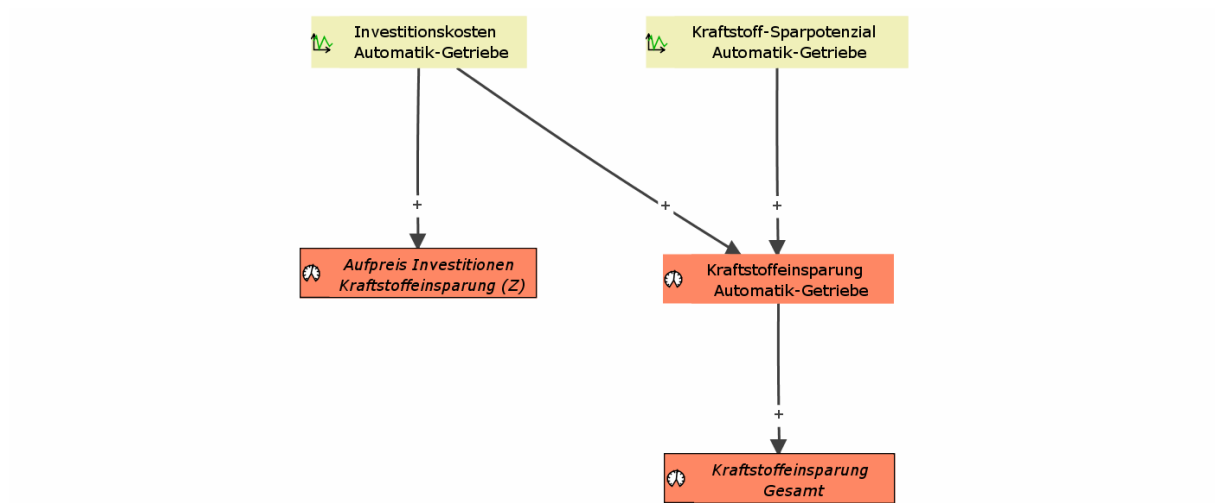 Investitionskosten
Automatik-Getriebe
Kraftstoff-Sparpotenzial
Automatik-Getriebe
+
+
+
Aufpreis Investitionen
Kraftstoffeinsparung (Z)
Kraftstoffeinsparung
Automatik-Getriebe
+
Kraftstoffeinsparung
Gesamt